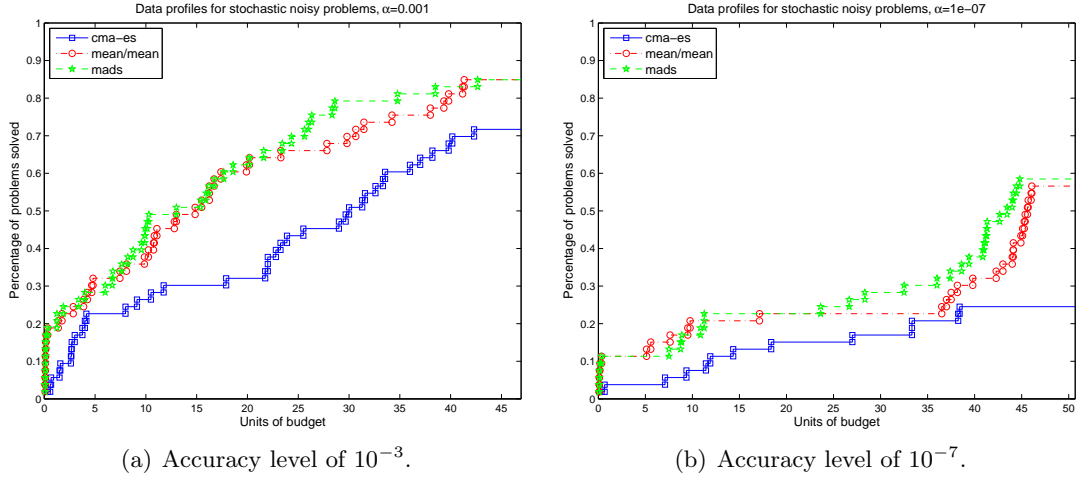 Data profiles for stochastic noisy problems, α=0.001
1
0.9
0.8
0.7
0.6
0.5
0.4
0.3
0.2
0.1
0
Percentage of problems solved
cma-es
mean/mean
mads
0 5 10 15 20 25 30 35 40 45
Units of budget
(a) Accuracy level of 10⁻³.
Data profiles for stochastic noisy problems, α=1e-07
1
0.9
0.8
0.7
0.6
0.5
0.4
0.3
0.2
0.1
0
Percentage of problems solved
cma-es
mean/mean
mads
0 5 10 15 20 25 30 35 40 45 50
Units of budget
(b) Accuracy level of 10⁻⁷.